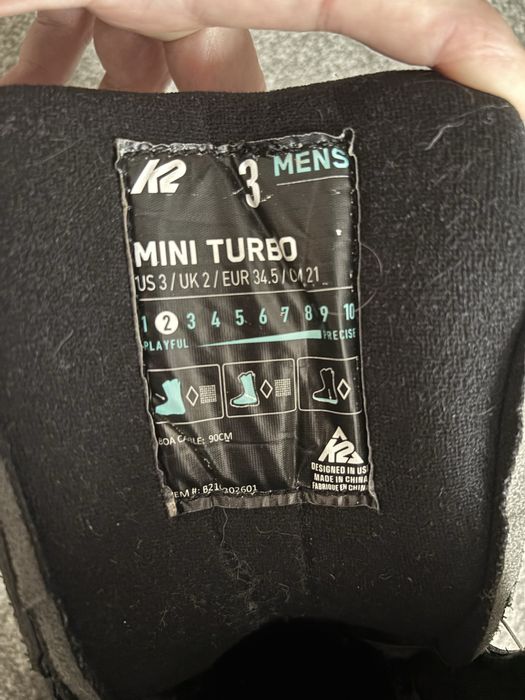 K2 3 MENS
MINI TURBO
US 3 / UK 2 / EUR 34.5 / CM 21
1 2 3 4 5 6 7 8 9 10
PLAYFUL PRECISE
BOA CABLE: 90CM
K2
DESIGNED IN USA
MADE IN CHINA
FABRIQUE EN CHIN